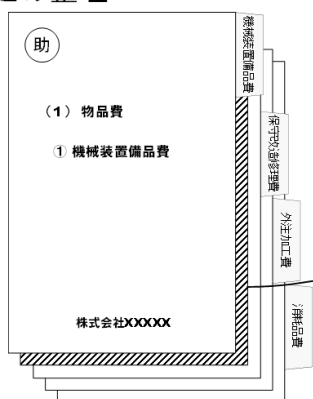 助
機械装置備品費
（1） 物品費
① 機械装置備品費
保守改造修理費
外注加工費
消耗品費
株式会社XXXXX